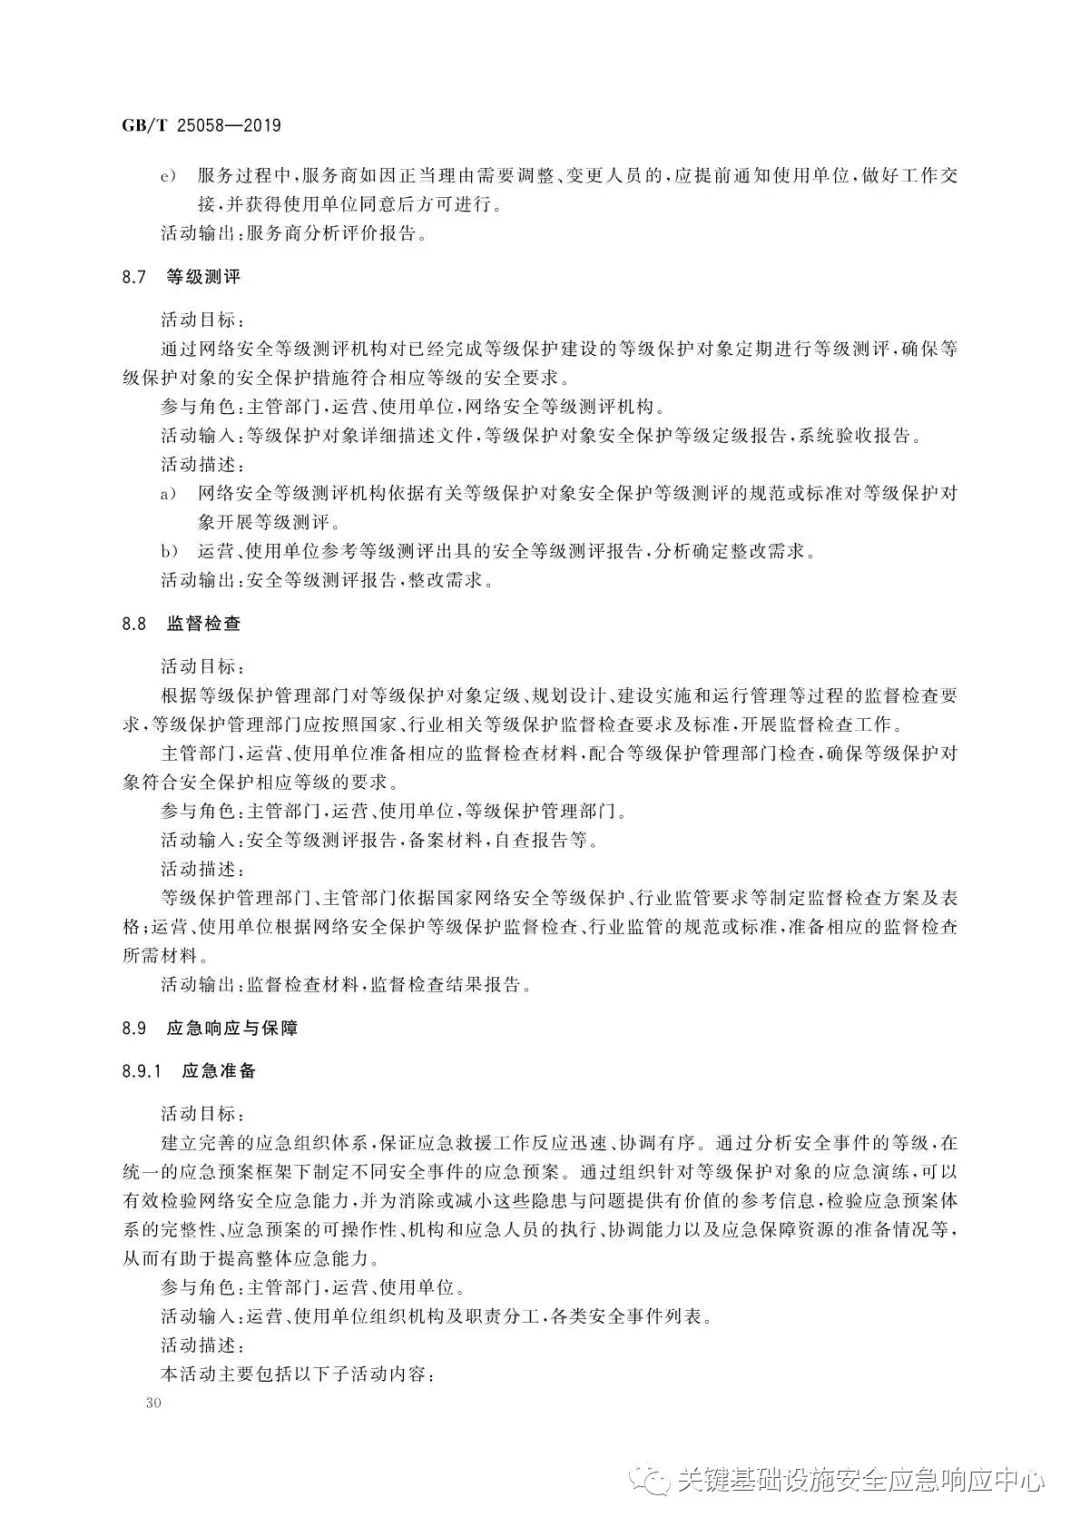 GB/T 25058—2019
e） 服务过程中,服务商如因正当理由需要调整、变更人员的,应提前通知使用单位,做好工作交
接,并获得使用单位同意后方可进行。
活动输出:服务商分析评价报告。
8.7 等级测评
活动目标:
通过网络安全等级测评机构对已经完成等级保护建设的等级保护对象定期进行等级测评,确保等
级保护对象的安全保护措施符合相应等级的安全要求。
参与角色:主管部门,运营、使用单位,网络安全等级测评机构。
活动输入:等级保护对象详细描述文件,等级保护对象安全保护等级定级报告,系统验收报告。
活动描述:
a） 网络安全等级测评机构依据有关等级保护对象安全保护等级测评的规范或标准对等级保护对
象开展等级测评。
b） 运营、使用单位参考等级测评出具的安全等级测评报告,分析确定整改需求。
活动输出:安全等级测评报告,整改需求。
8.8 监督检查
活动目标:
根据等级保护管理部门对等级保护对象定级、规划设计、建设实施和运行管理等过程的监督检查要
求,等级保护管理部门应按照国家、行业相关等级保护监督检查要求及标准,开展监督检查工作。
主管部门,运营、使用单位准备相应的监督检查材料,配合等级保护管理部门检查,确保等级保护对
象符合安全保护相应等级的要求。
参与角色:主管部门,运营、使用单位,等级保护管理部门。
活动输入:安全等级测评报告,备案材料,自查报告等。
活动描述:
等级保护管理部门、主管部门依据国家网络安全等级保护、行业监管要求等制定监督检查方案及表
格;运营、使用单位根据网络安全保护等级保护监督检查、行业监管的规范或标准,准备相应的监督检查
所需材料。
活动输出:监督检查材料,监督检查结果报告。
8.9 应急响应与保障
8.9.1 应急准备
活动目标:
建立完善的应急组织体系,保证应急救援工作反应迅速、协调有序。通过分析安全事件的等级,在
统一的应急预案框架下制定不同安全事件的应急预案。通过组织针对等级保护对象的应急演练,可以
有效检验网络安全应急能力,并为消除或减小这些隐患与问题提供有价值的参考信息,检验应急预案体
系的完整性、应急预案的可操作性、机构和应急人员的执行、协调能力以及应急保障资源的准备情况等,
从而有助于提高整体应急能力。
参与角色:主管部门,运营、使用单位。
活动输入:运营、使用单位组织机构及职责分工,各类安全事件列表。
活动描述:
本活动主要包括以下子活动内容:
30
关键基础设施安全应急响应中心